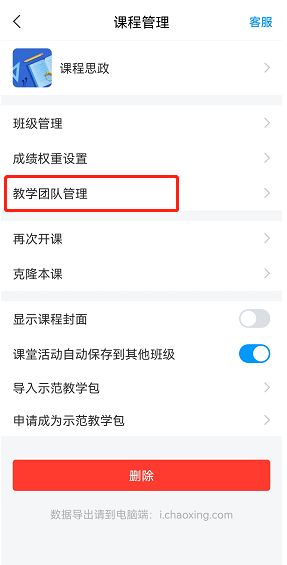 课程管理 客服
课程思政
班级管理
成绩权重设置
教学团队管理
再次开课
克隆本课
显示课程封面
课堂活动自动保存到其他班级
导入示范教学包
申请成为示范教学包
删除
数据导出请到电脑端：i.chaoxing.com